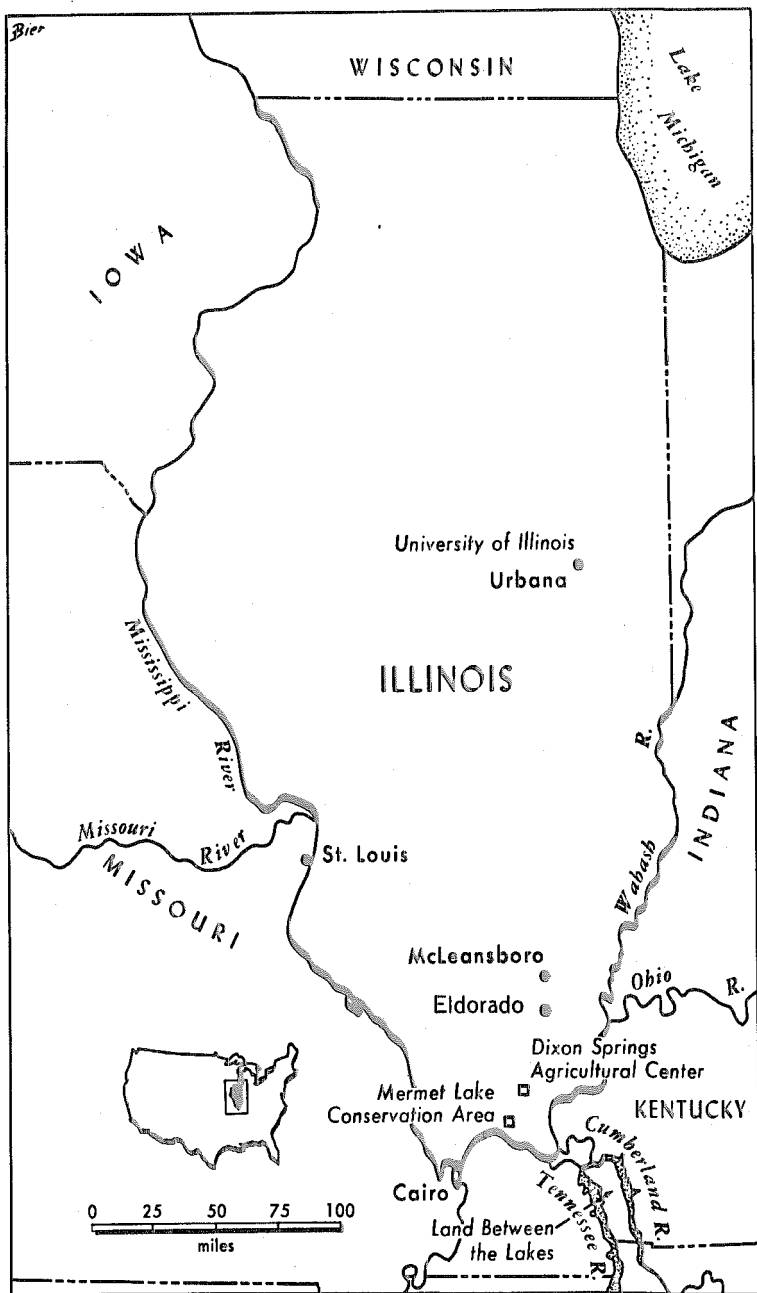 Bier
WISCONSIN
Lake
Michigan
IOWA
University of Illinois
Urbana
ILLINOIS
Mississippi
River
R.
INDIANA
Missouri
River
St. Louis
MISSOURI
Wabash
McLeansboro
Ohio
R.
Eldorado
Dixon Springs
Agricultural Center
Mermet Lake
Conservation Area
KENTUCKY
Cumberland R.
Cairo
Tennessee R.
Land Between
the Lakes
0 25 50 75 100
miles